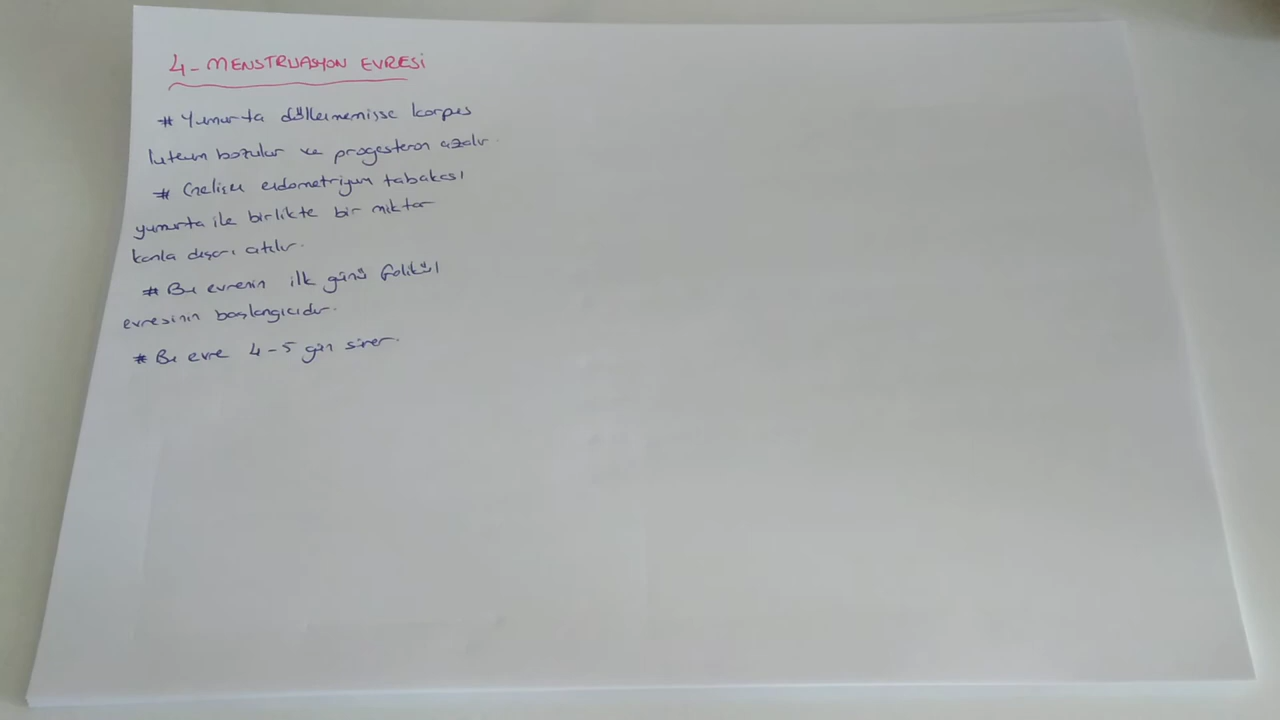 4- MENSTRUASYON EVRESİ
# Yumurta döllenmemişse korpus
luteum bozulur ve progesteron azalır.
# Gelişen endometriyum tabakası
yumurta ile birlikte bir miktar
kanla dışarı atılır.
# Bu evrenin ilk günü folikül
evresinin başlangıcıdır.
# Bu evre 4-5 gün sürer.